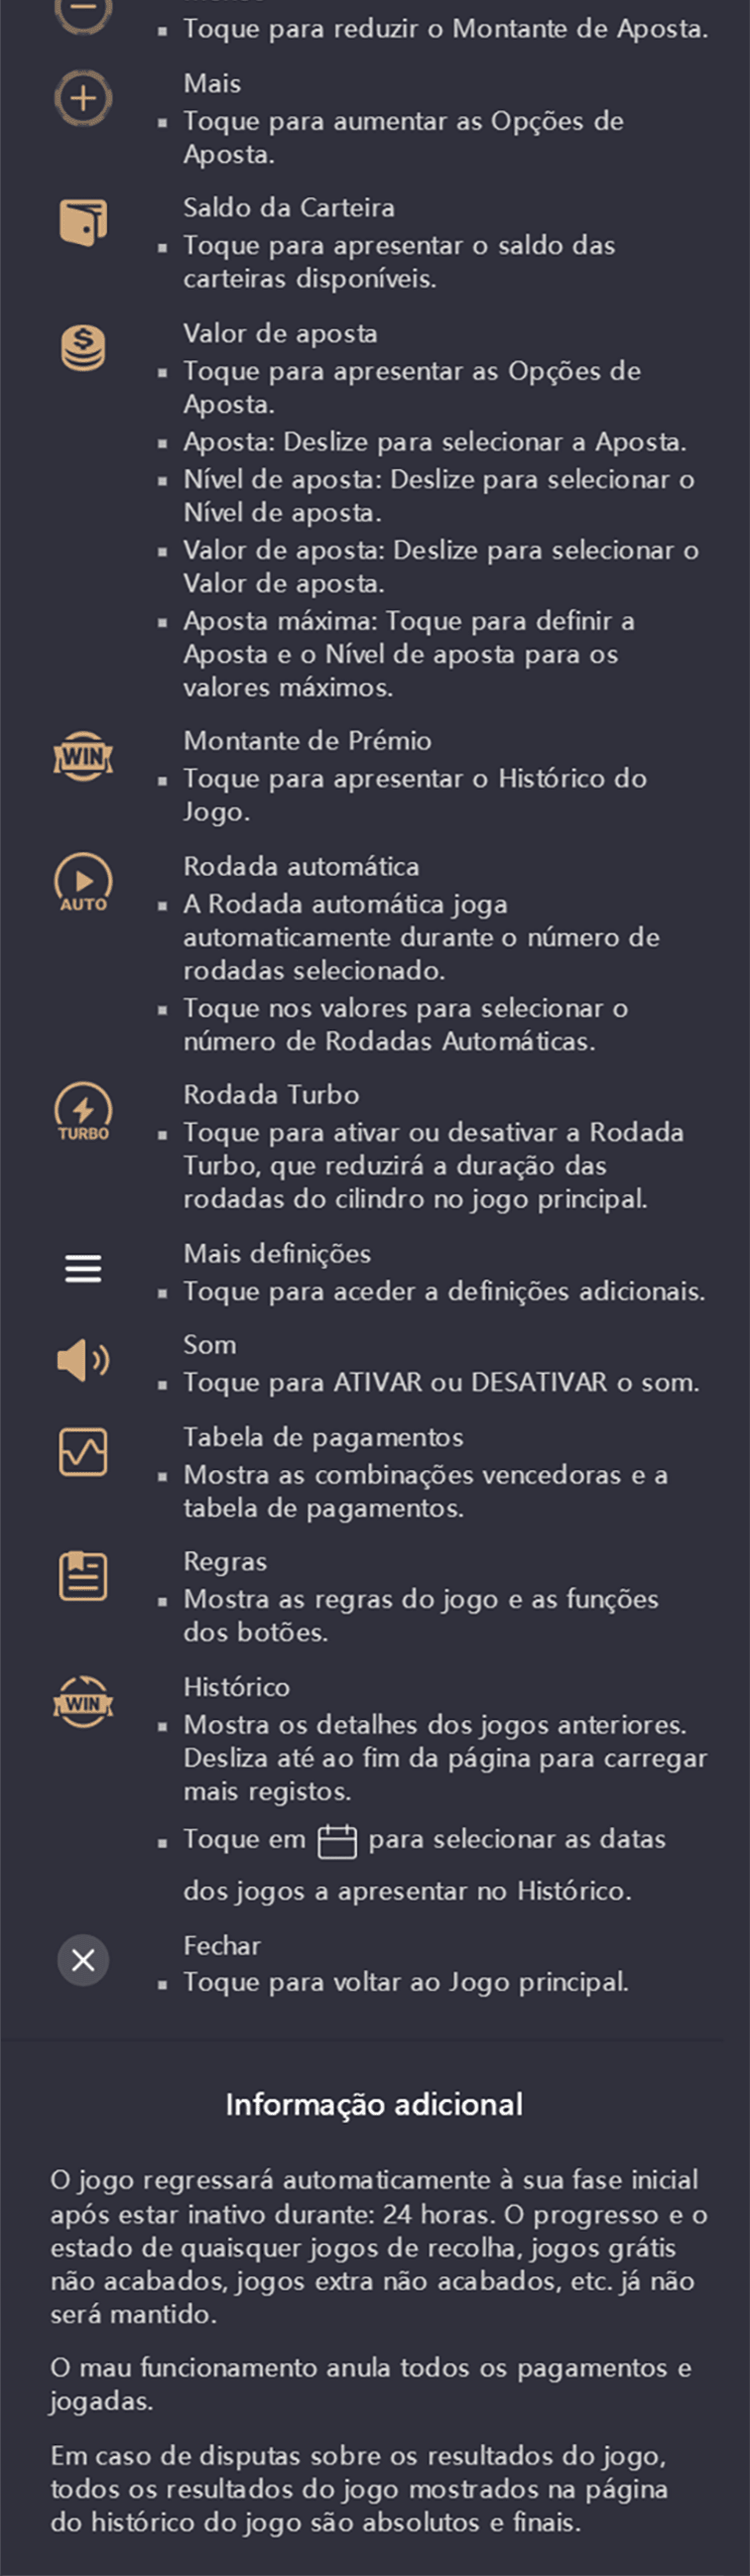 Toque para reduzir o Montante de Aposta.
Mais
Toque para aumentar as Opções de
Aposta.
Saldo da Carteira
Toque para apresentar o saldo das
carteiras disponíveis.
Valor de aposta
Toque para apresentar as Opções de
Aposta.
Aposta: Deslize para selecionar a Aposta.
Nível de aposta: Deslize para selecionar o
Nível de aposta.
Valor de aposta: Deslize para selecionar o
Valor de aposta.
Aposta máxima: Toque para definir a
Aposta e o Nível de aposta para os
valores máximos.
WIN
Montante de Prémio
Toque para apresentar o Histórico do
Jogo.
AUTO
Rodada automática
A Rodada automática joga
automaticamente durante o número de
rodadas selecionado.
Toque nos valores para selecionar o
número de Rodadas Automáticas.
TURBO
Rodada Turbo
Toque para ativar ou desativar a Rodada
Turbo, que reduzirá a duração das
rodadas do cilindro no jogo principal.
Mais definições
Toque para aceder a definições adicionais.
Som
Toque para ATIVAR ou DESATIVAR o som.
Tabela de pagamentos
Mostra as combinações vencedoras e a
tabela de pagamentos.
Regras
Mostra as regras do jogo e as funções
dos botões.
WIN
Histórico
Mostra os detalhes dos jogos anteriores.
Desliza até ao fim da página para carregar
mais registos.
Toque em para selecionar as datas
dos jogos a apresentar no Histórico.
Fechar
Toque para voltar ao Jogo principal.
Informação adicional
O jogo regressará automaticamente à sua fase inicial
após estar inativo durante: 24 horas. O progresso e o
estado de quaisquer jogos de recolha, jogos grátis
não acabados, jogos extra não acabados, etc. já não
será mantido.
O mau funcionamento anula todos os pagamentos e
jogadas.
Em caso de disputas sobre os resultados do jogo,
todos os resultados do jogo mostrados na página
do histórico do jogo são absolutos e finais.